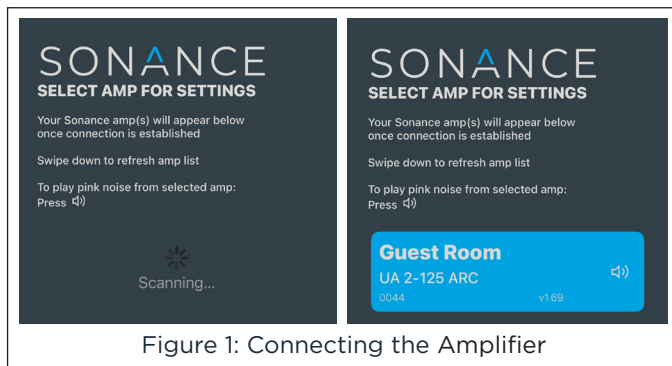 SONANCE
SELECT AMP FOR SETTINGS
Your Sonance amp(s) will appear below
once connection is established
Swipe down to refresh amp list
To play pink noise from selected amp:
Press
Scanning...
SONANCE
SELECT AMP FOR SETTINGS
Your Sonance amp(s) will appear below
once connection is established
Swipe down to refresh amp list
To play pink noise from selected amp:
Press
Guest Room
UA 2-125 ARC
0044 v1.69
Figure 1: Connecting the Amplifier